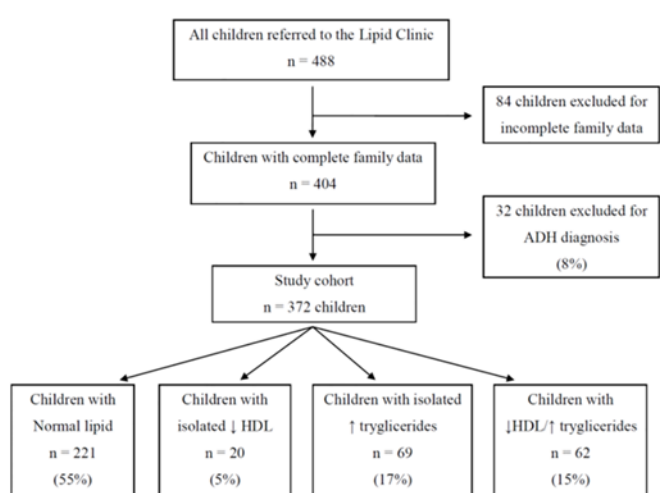 All children referred to the Lipid Clinic
n = 488
84 children excluded for
incomplete family data
Children with complete family data
n = 404
32 children excluded for
ADH diagnosis
(8%)
Study cohort
n = 372 children
Children with
Normal lipid
n = 221
(55%)
Children with
isolated ↓ HDL
n = 20
(5%)
Children with isolated
↑ tryglicerides
n = 69
(17%)
Children with
↓HDL/↑ tryglicerides
n = 62
(15%)